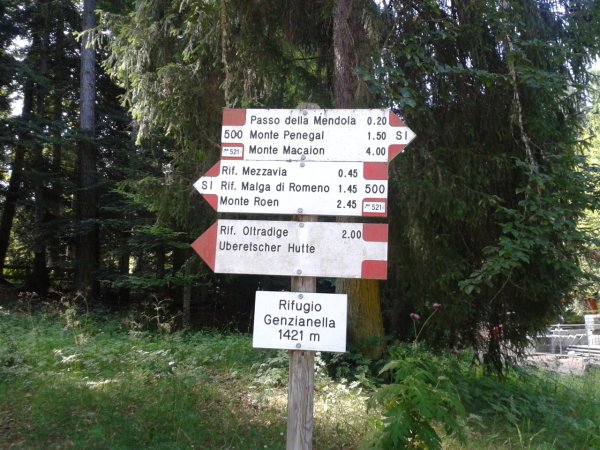 Passo della Mendola 0.20
500 Monte Penegal 1.50 SI
521 Monte Macaion 4.00
Rif. Mezzavia 0.45
SI Rif. Malga di Romeno 1.45 500
Monte Roen 2.45 521
Rif. Oltradige 2.00
Uberetscher Hutte
Rifugio
Genzianella
1421 m